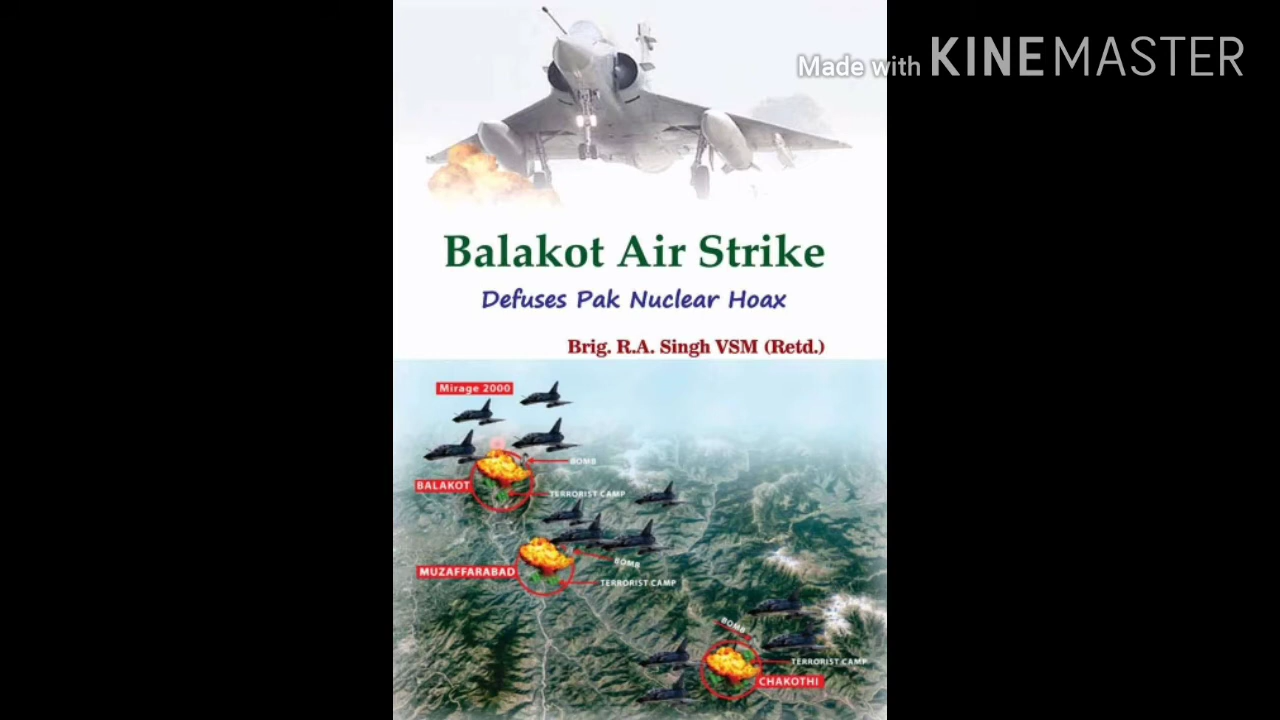 Made with KINEMASTER
Balakot Air Strike
Defuses Pak Nuclear Hoax
Brig. R.A. Singh VSM (Retd.)
Mirage 2000
BOMB
BALAKOT
TERRORIST CAMP
BOMB
MUZAFFARABAD
TERRORIST CAMP
BOMB
TERRORIST CAMP
CHAKOTHI